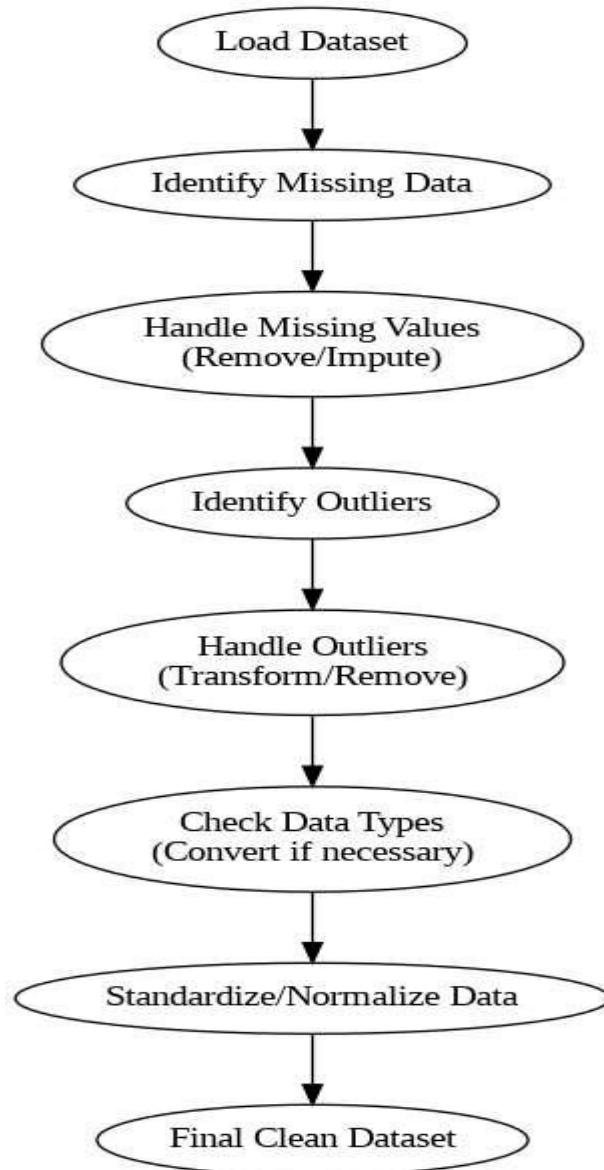 Load Dataset
Identify Missing Data
Handle Missing Values
(Remove/Impute)
Identify Outliers
Handle Outliers
(Transform/Remove)
Check Data Types
(Convert if necessary)
Standardize/Normalize Data
Final Clean Dataset